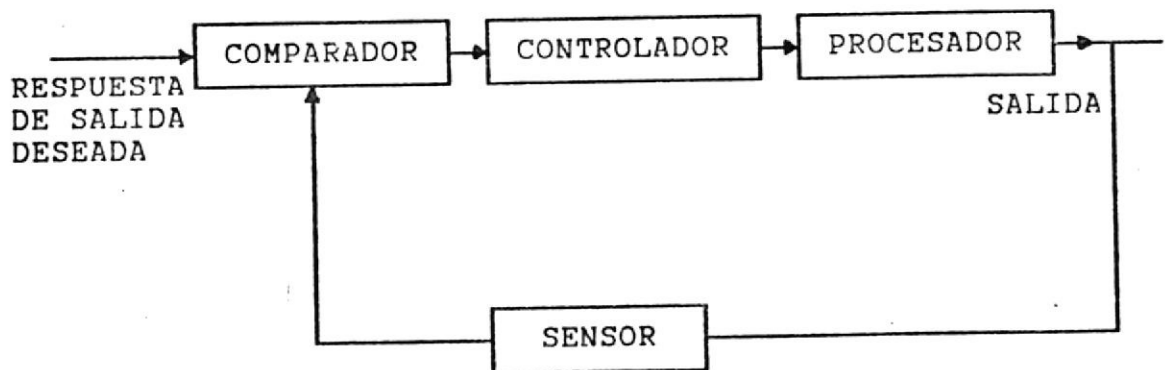 COMPARADOR
CONTROLADOR
PROCESADOR
RESPUESTA
DE SALIDA
DESEADA
SALIDA
SENSOR